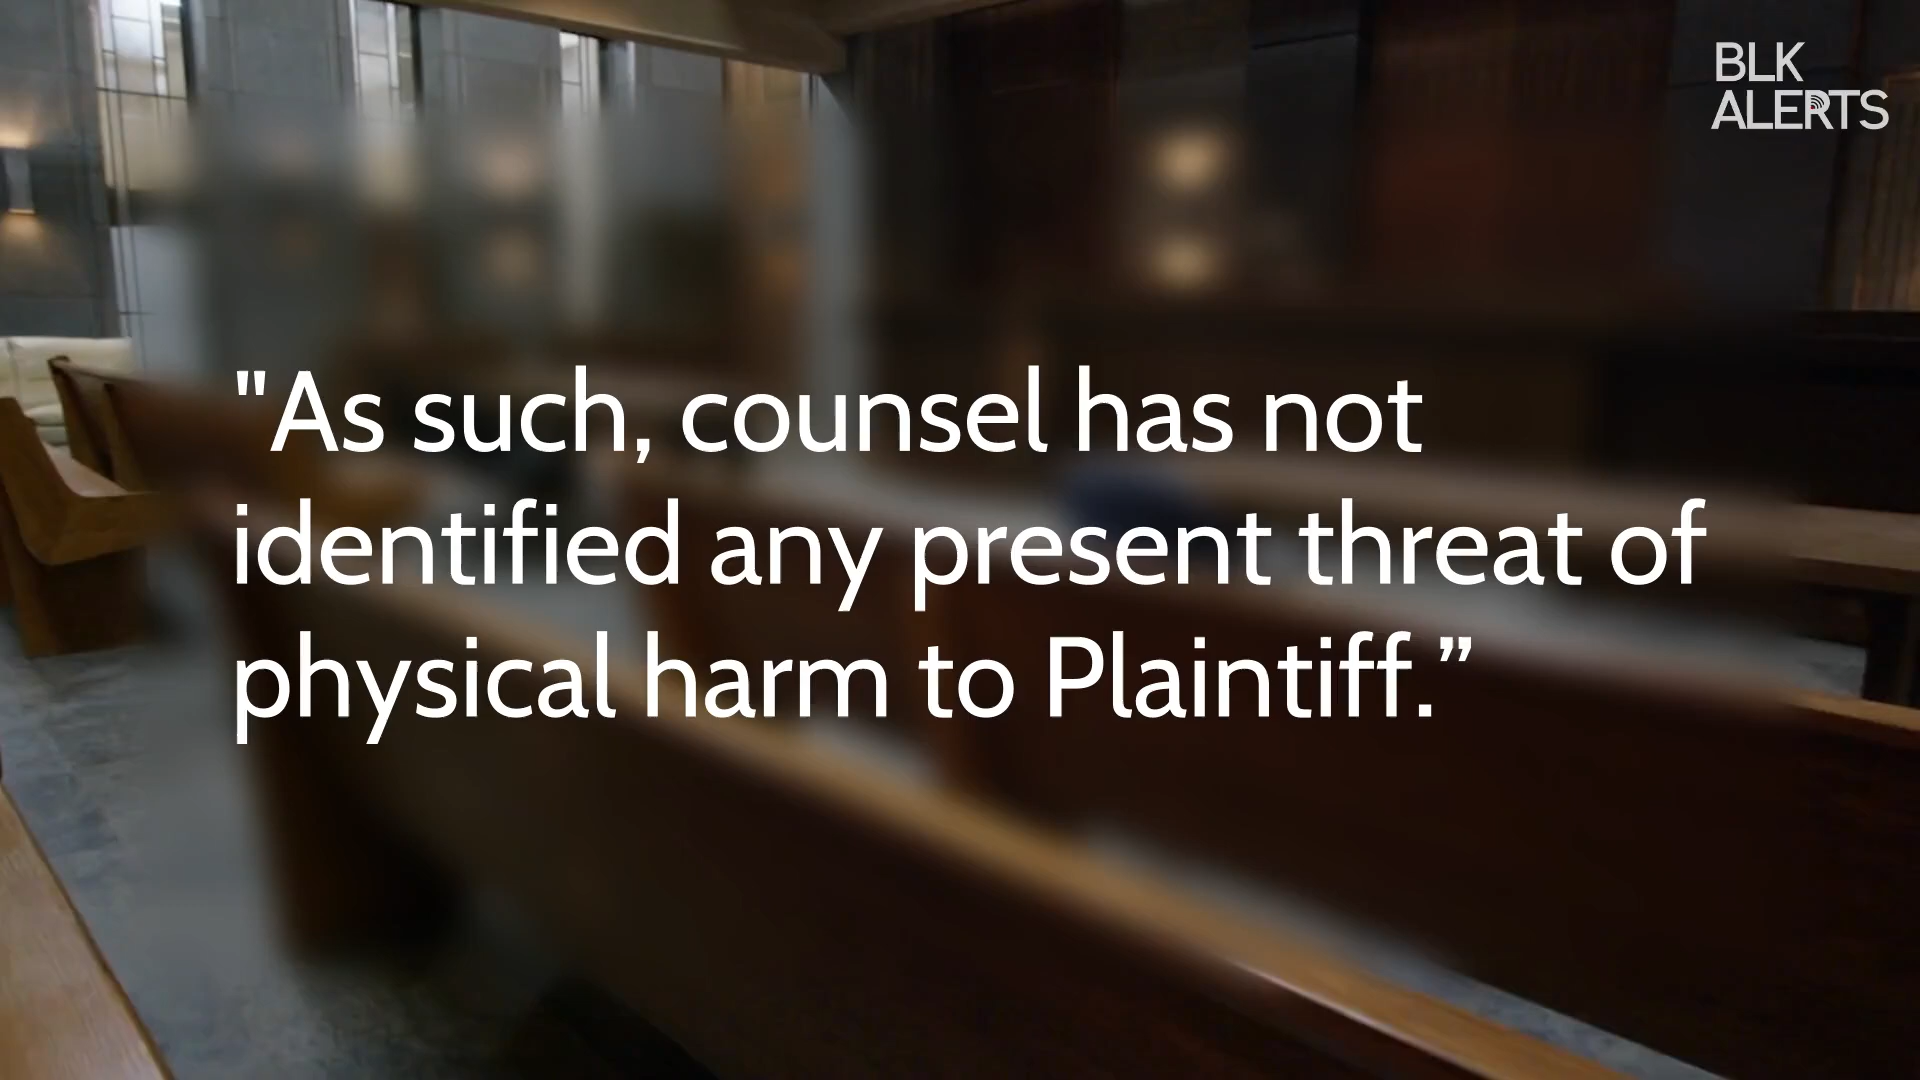 BLK
ALERTS
"As such, counsel has not
identified any present threat of
physical harm to Plaintiff.”